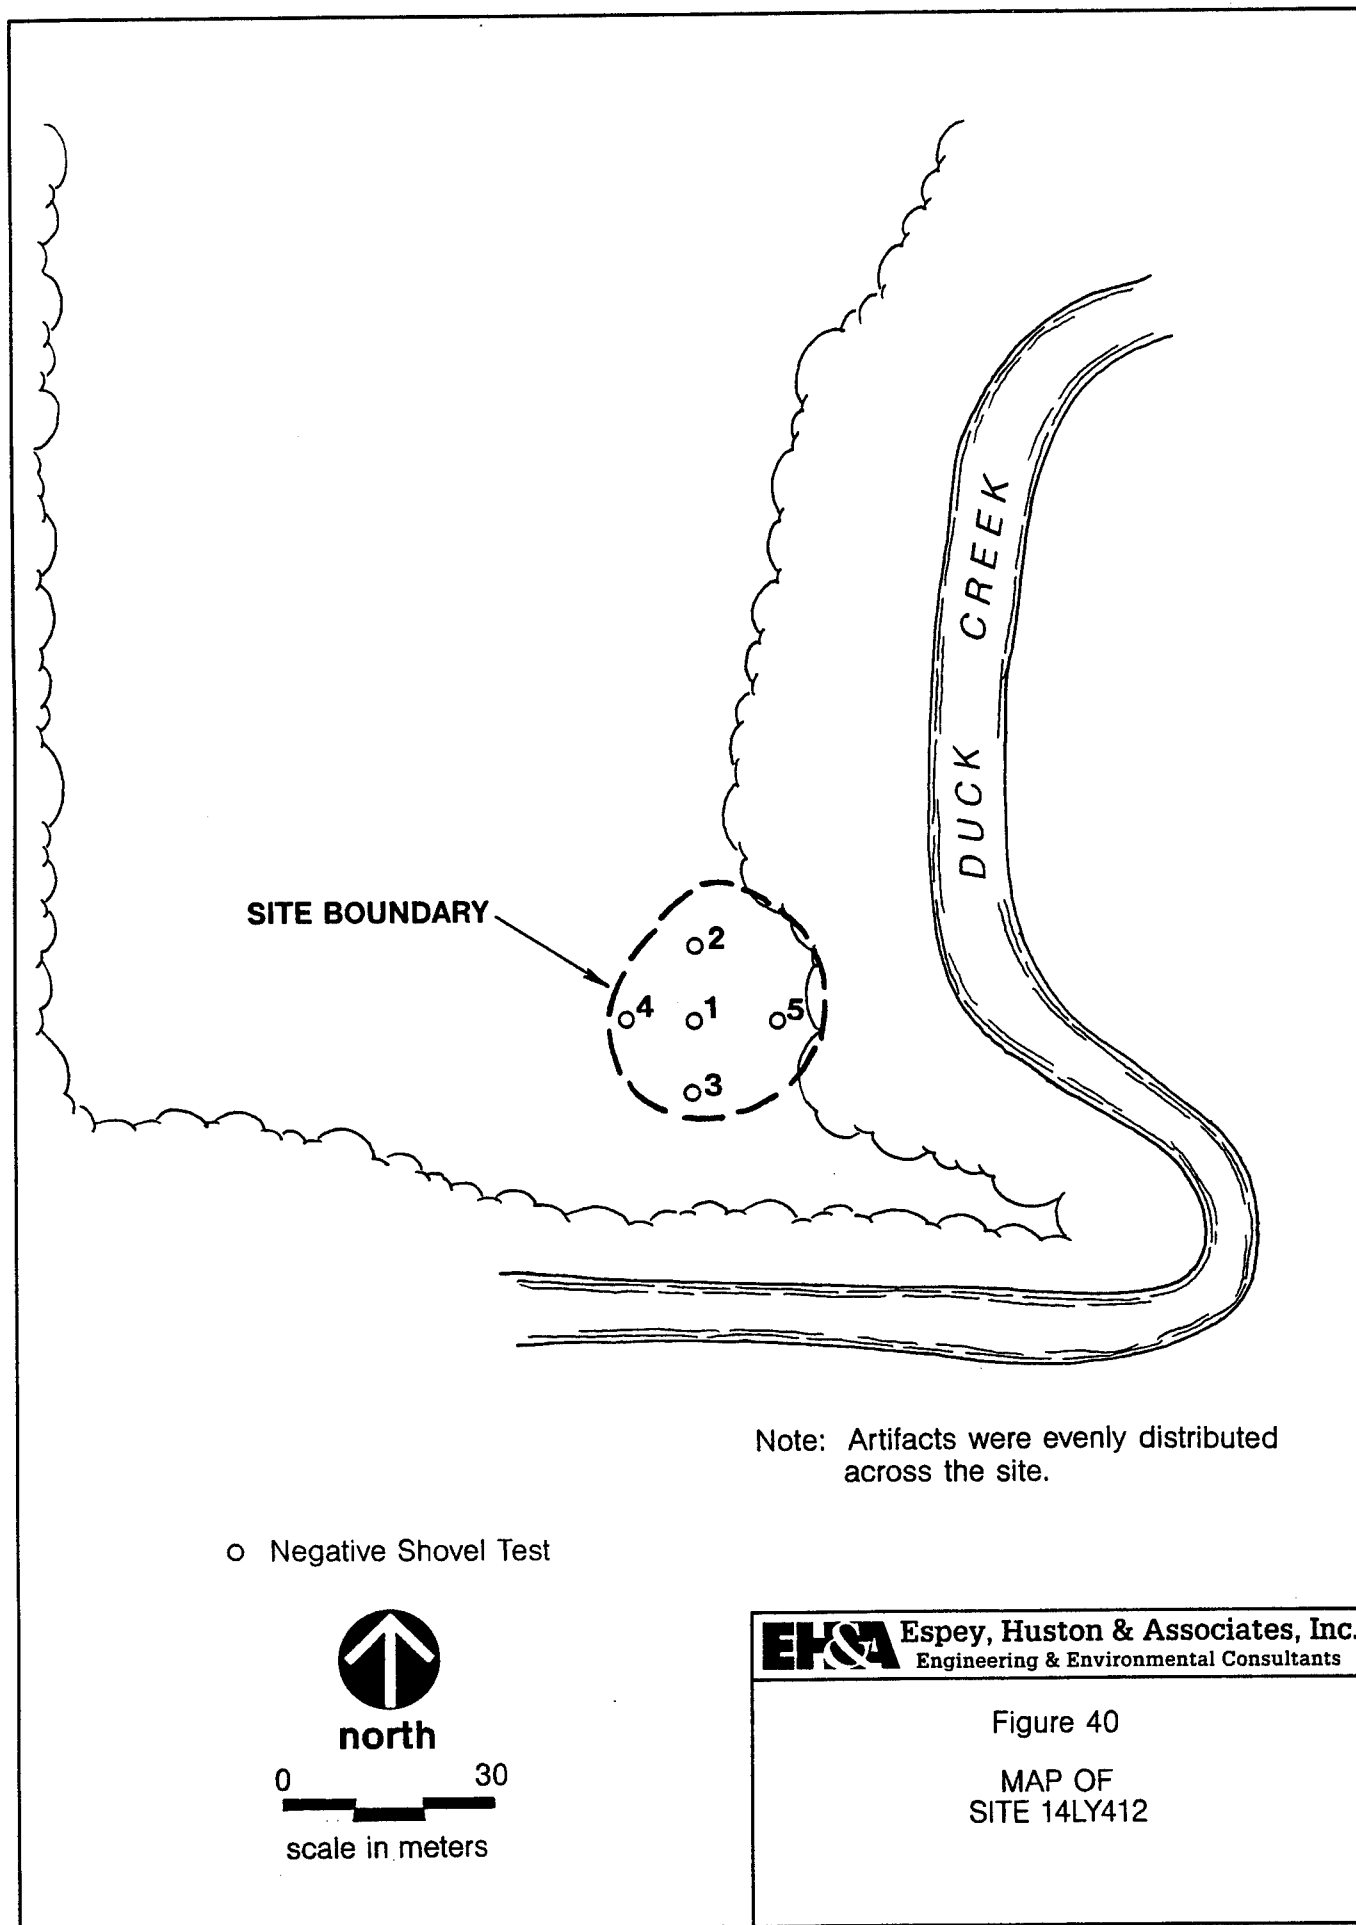 DUCK CREEK
SITE BOUNDARY
2
4
1
5
3
Note: Artifacts were evenly distributed
across the site.
Negative Shovel Test
north
0 30
scale in meters
EH&A Espey, Huston & Associates, Inc.
Engineering & Environmental Consultants
Figure 40
MAP OF
SITE 14LY412